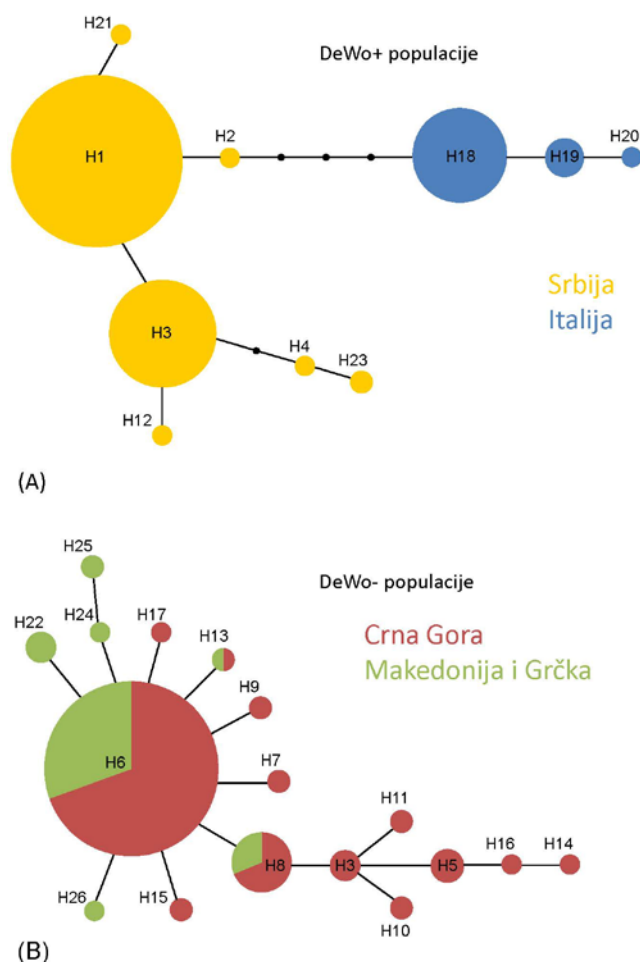 H21
DeWo+ populacije
H1
H2
H18
H19
H20
Srbija
Italija
H3
H4
H23
H12
(A)
H25
DeWo- populacije
H22
H24
H17
H13
Crna Gora
Makedonija i Grčka
H9
H6
H7
H11
H8
H3
H5
H16
H14
H26
H15
H10
(B)